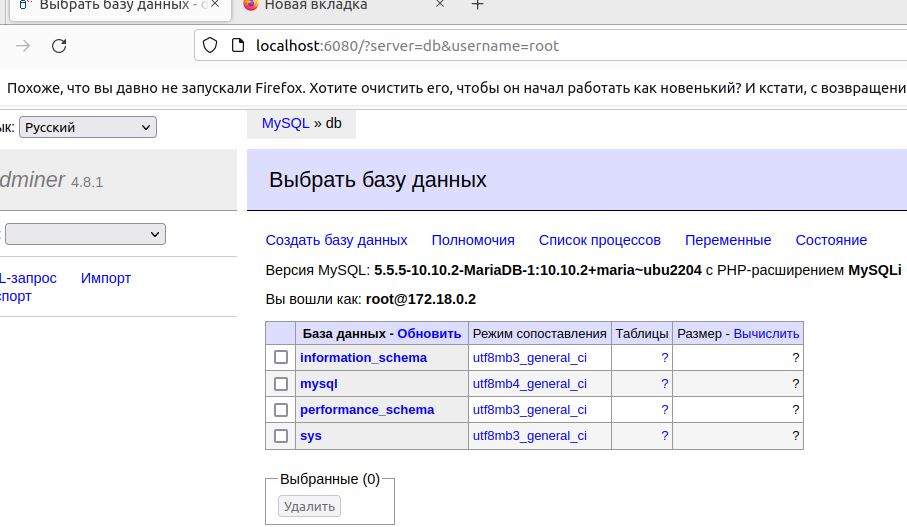 Выбрать базу данных - d
Новая вкладка
localhost:6080/?server=db&username=root
Похоже, что вы давно не запускали Firefox. Хотите очистить его, чтобы он начал работать как новенький? И кстати, с возвращени
ык: Русский
MySQL » db
dminer 4.8.1
Выбрать базу данных
Создать базу данных Полномочия Список процессов Переменные Состояние
L-запрос Импорт
спорт
Версия MySQL: 5.5.5-10.10.2-MariaDB-1:10.10.2+maria~ubu2204 с PHP-расширением MySQLi
Вы вошли как: root@172.18.0.2
База данных - Обновить Режим сопоставления Таблицы Размер - Вычислить
information_schema utf8mb3_general_ci ? ?
mysql utf8mb4_general_ci ? ?
performance_schema utf8mb3_general_ci ? ?
sys utf8mb3_general_ci ? ?
Выбранные (0)
Удалить